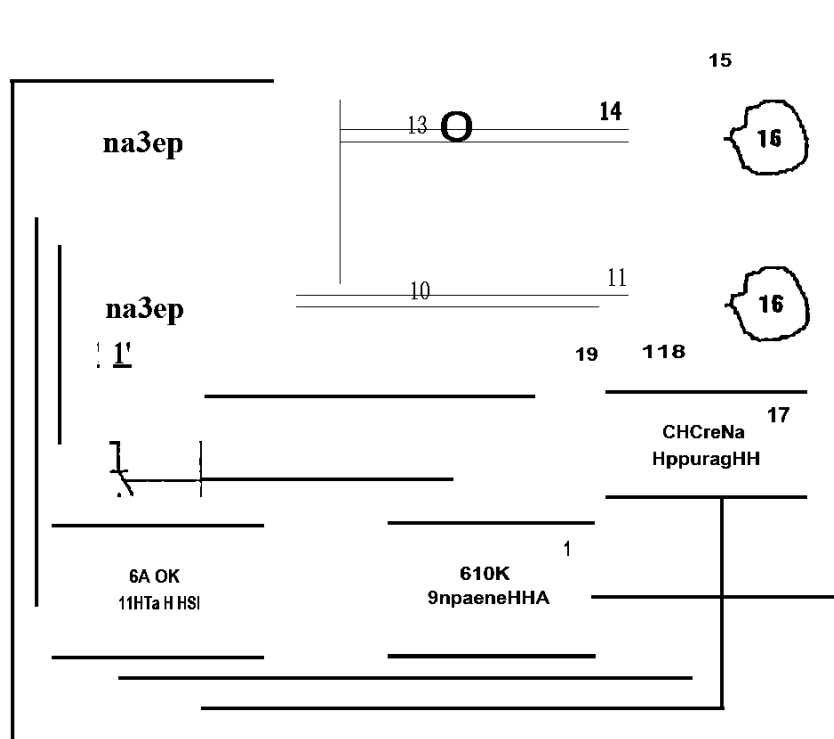 15
13 O 14
na3ep
16
11
10
na3ep
16
1'
19 118
17
CHCreNa
HppuragHH
1
6A OK
11HTa H HSI
610K
9npaeneHHA